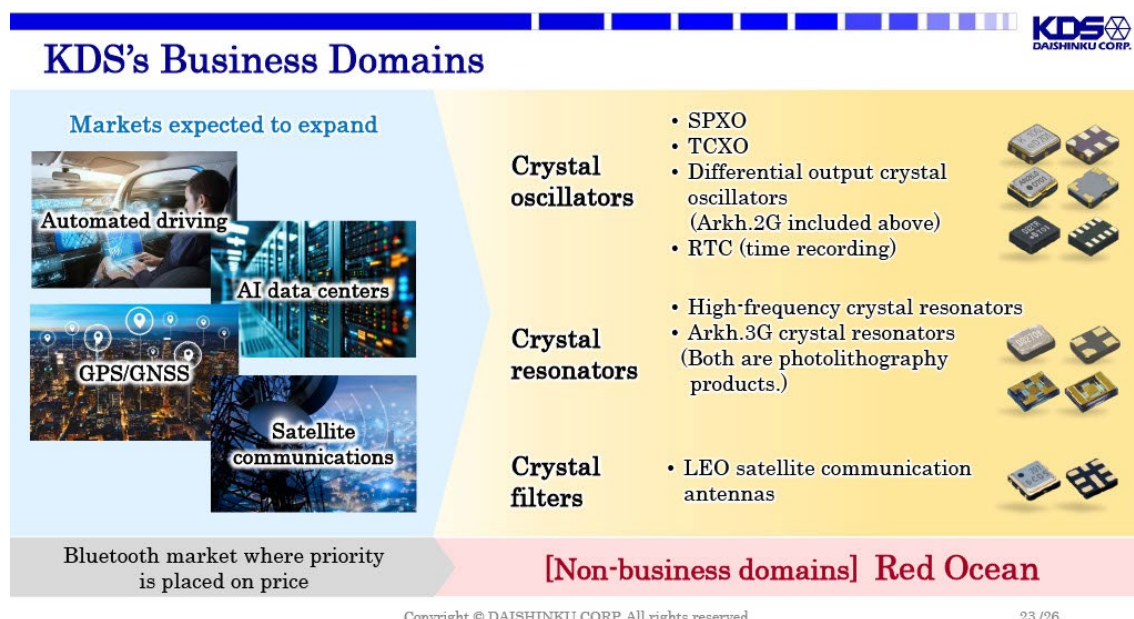 KDS
DAISHINKU CORP.
KDS's Business Domains
Markets expected to expand
Automated driving
AI data centers
GPS/GNSS
Satellite
communications
Crystal
oscillators
• SPXO
• TCXO
• Differential output crystal
oscillators
(Arkh.2G included above)
• RTC (time recording)
Crystal
resonators
• High-frequency crystal resonators
• Arkh.3G crystal resonators
(Both are photolithography
products.)
Crystal
filters
• LEO satellite communication
antennas
Bluetooth market where priority
is placed on price
[Non-business domains] Red Ocean
Copyright © DAISHINKU CORP. All rights reserved
23 /26